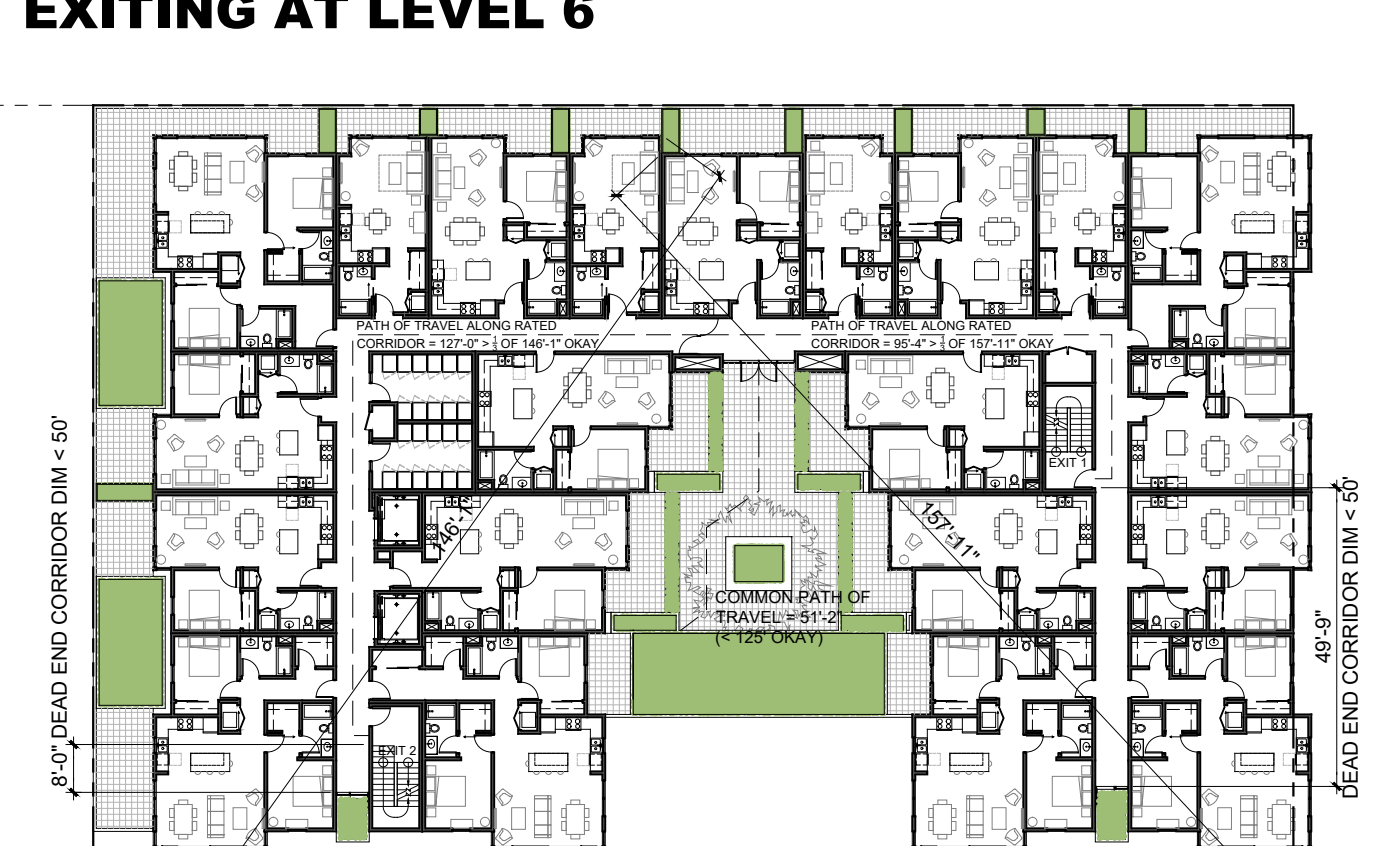 EXITING AT LEVEL 6
PATH OF TRAVEL ALONG RATED
CORRIDOR = 127'-0" > 1/3 OF 146'-1" OKAY
PATH OF TRAVEL ALONG RATED
CORRIDOR = 95'-4" > 1/3 OF 157'-11" OKAY
EXIT 1
146'-1"
157'-11"
COMMON PATH OF
TRAVEL = 51'-2"
(< 125' OKAY)
EXIT 2
8'-0" DEAD END CORRIDOR DIM < 50'
49'-9"
DEAD END CORRIDOR DIM < 50'